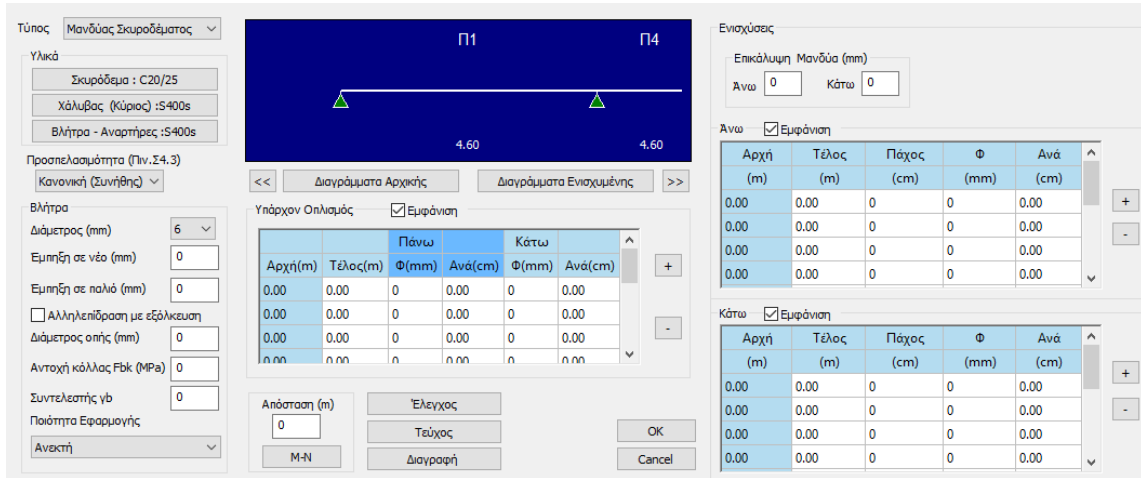 Τύπος Μανδύας Σκυροδέματος
Υλικά
Σκυρόδεμα : C20/25
Χάλυβας (Κύριος) :S400s
Βλήτρα - Αναρτήρες :S400s
Προσπελασιμότητα (Πιν.Σ4.3)
Κανονική (Συνήθης)
Βλήτρα
Διάμετρος (mm) 6
Έμπηξη σε νέο (mm) 0
Έμπηξη σε παλιό (mm) 0
Αλληλεπίδραση με εξόλκευση
Διάμετρος οπής (mm) 0
Αντοχή κόλλας Fbk (MPa) 0
Συντελεστής γb 0
Ποιότητα Εφαρμογής
Ανεκτή
Π1 Π4
4.60 4.60
<< Διαγράμματα Αρχικής Διαγράμματα Ενισχυμένης >>
Υπάρχον Οπλισμός Εμφάνιση
Πάνω Κάτω
Αρχή(m) Τέλος(m) Φ(mm) Ανά(cm) Φ(mm) Ανά(cm)
0.00 0.00 0 0.00 0 0.00
0.00 0.00 0 0.00 0 0.00
0.00 0.00 0 0.00 0 0.00
0.00 0.00 0 0.00 0 0.00
+
-
Απόσταση (m)
0
M-N
Έλεγχος
Τεύχος
Διαγραφή
OK
Cancel
Ενισχύσεις
Επικάλυψη Μανδύα (mm)
Άνω 0 Κάτω 0
Άνω Εμφάνιση
Αρχή Τέλος Πάχος Φ Ανά
(m) (m) (cm) (mm) (cm)
0.00 0.00 0 0 0.00
0.00 0.00 0 0 0.00
0.00 0.00 0 0 0.00
0.00 0.00 0 0 0.00
+
-
Κάτω Εμφάνιση
Αρχή Τέλος Πάχος Φ Ανά
(m) (m) (cm) (mm) (cm)
0.00 0.00 0 0 0.00
0.00 0.00 0 0 0.00
0.00 0.00 0 0 0.00
0.00 0.00 0 0 0.00
+
-